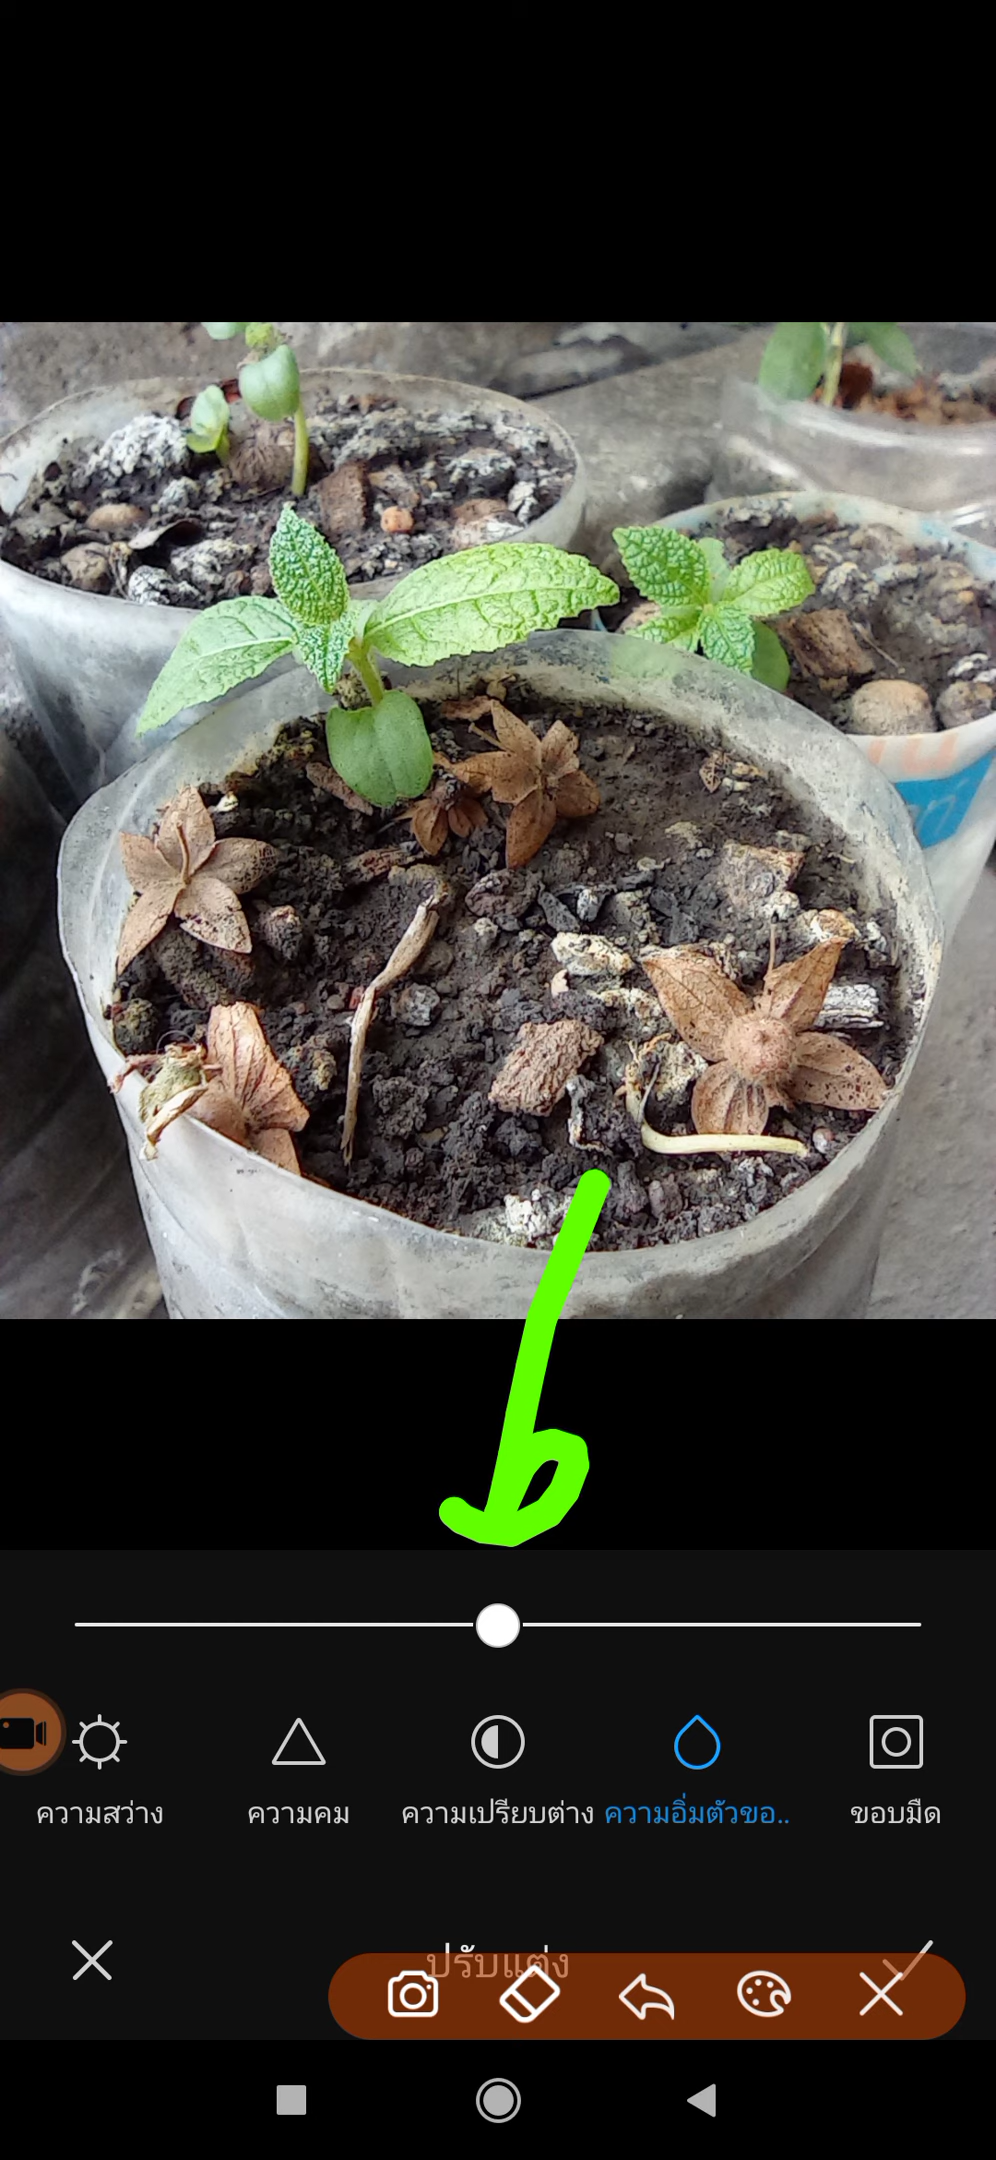 ความสว่าง
ความคม
ความเปรียบต่าง
ความอิ่มตัวขอ..
ขอบมืด
ปรับแต่ง